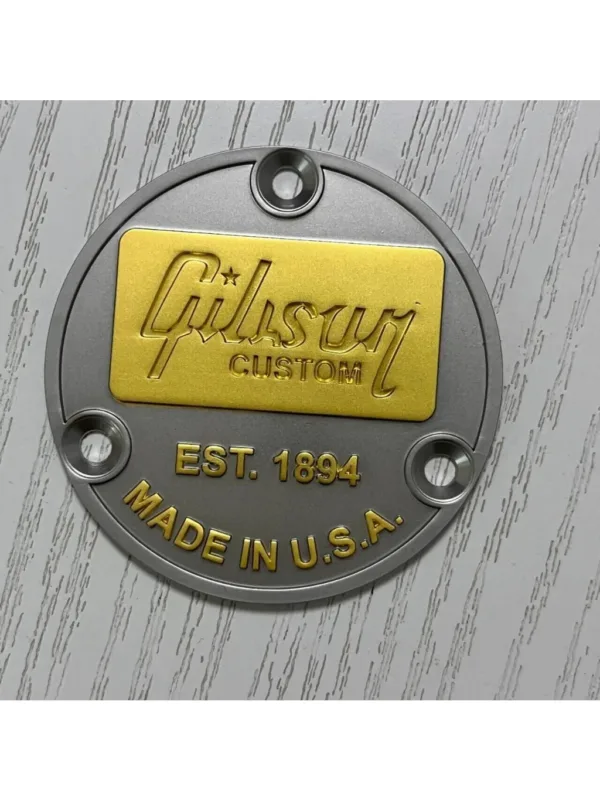 Gibson
CUSTOM
EST. 1894
MADE IN U.S.A.